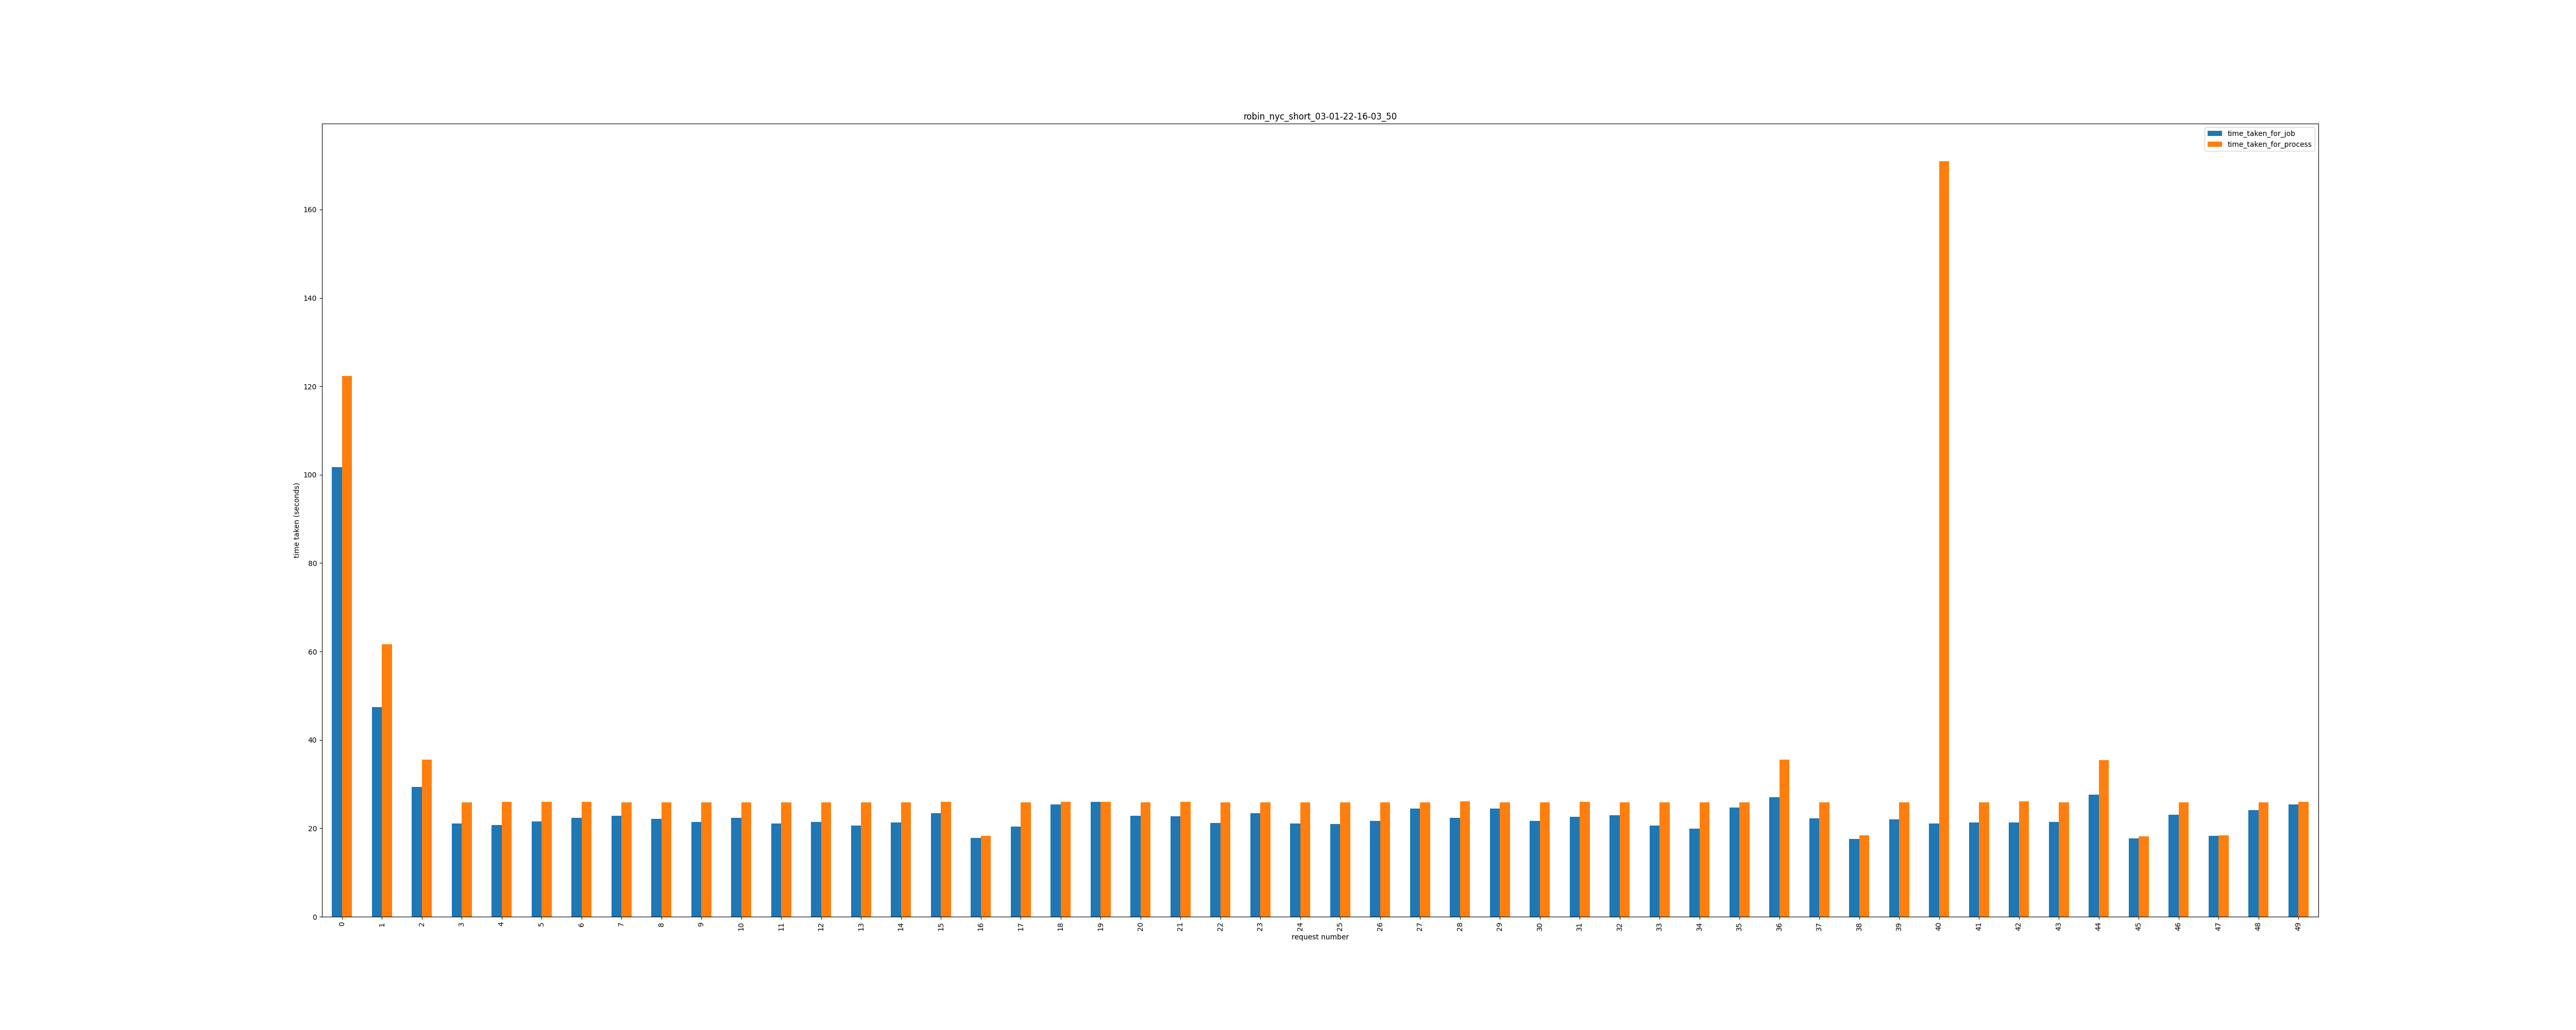 robin_nyc_short_03-01-22-16-03_50
time_taken_for_job
time_taken_for_process
time taken (seconds)
160
140
120
100
80
60
40
20
0
0 1 2 3 4 5 6 7 8 9 10 11 12 13 14 15 16 17 18 19 20 21 22 23 24 25 26 27 28 29 30 31 32 33 34 35 36 37 38 39 40 41 42 43 44 45 46 47 48 49
request number